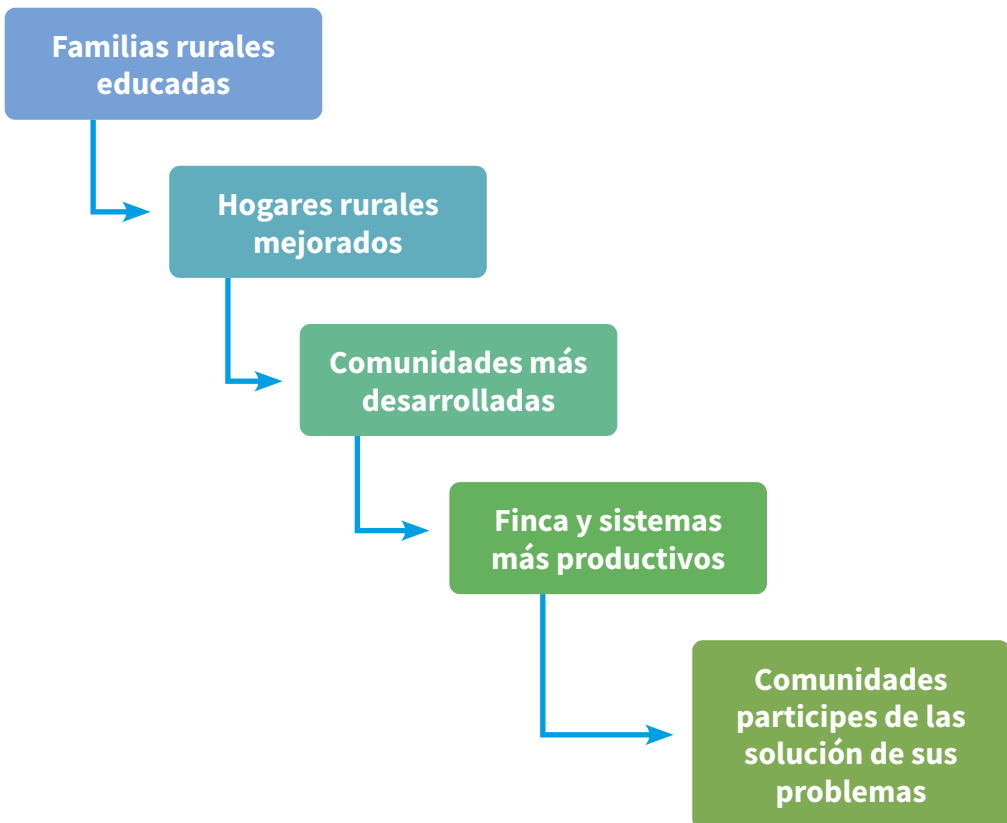 Familias rurales
educadas
Hogares rurales
mejorados
Comunidades más
desarrolladas
Finca y sistemas
más productivos
Comunidades
participes de las
solución de sus
problemas